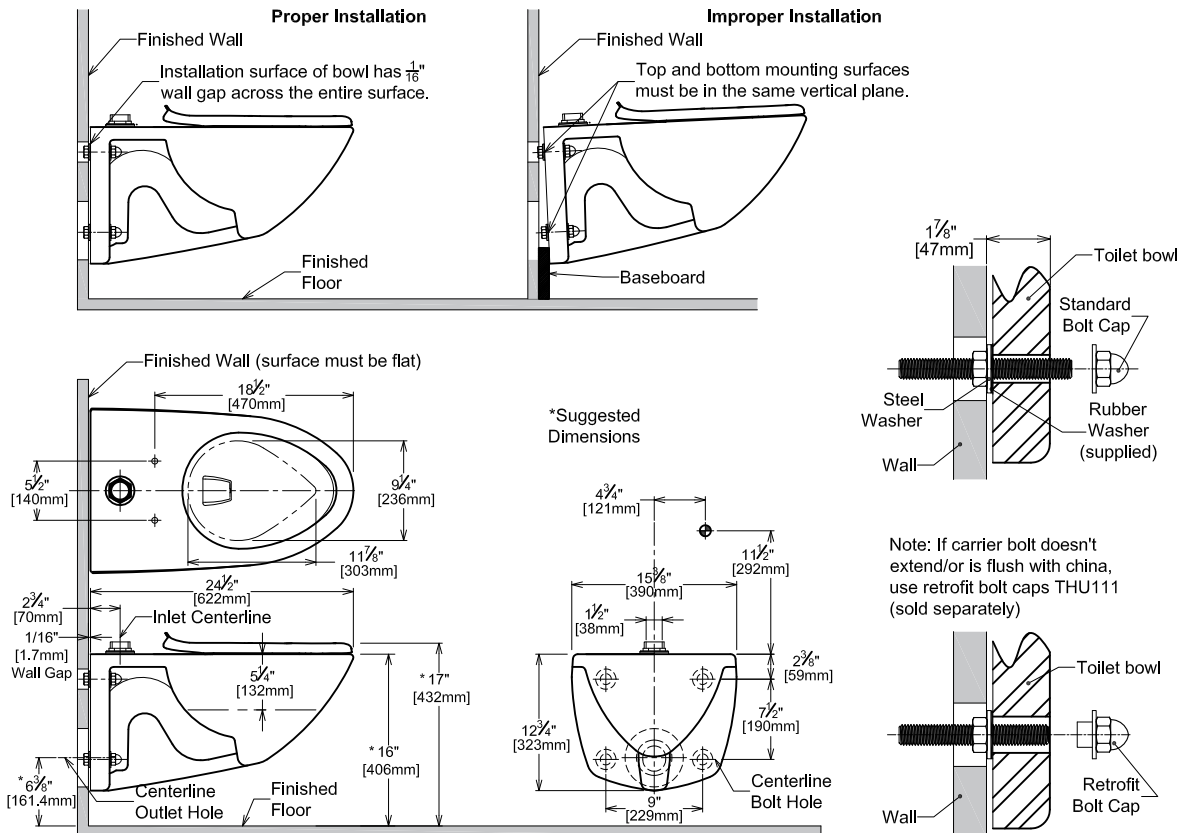 Proper Installation
Finished Wall
Installation surface of bowl has 1/16"
wall gap across the entire surface.
Finished
Floor
Improper Installation
Finished Wall
Top and bottom mounting surfaces
must be in the same vertical plane.
Baseboard
1⅞"
[47mm]
Toilet bowl
Standard
Bolt Cap
Steel
Washer
Rubber
Washer
(supplied)
Wall
Finished Wall (surface must be flat)
18½"
[470mm]
5½"
[140mm]
9¼"
[236mm]
11⅞"
[303mm]
24½"
[622mm]
*Suggested
Dimensions
2¾"
[70mm]
Inlet Centerline
1/16"
[1.7mm]
Wall Gap
5¼"
[132mm]
*17"
[432mm]
*16"
[406mm]
*6⅜"
[161.4mm]
Centerline
Outlet Hole
Finished
Floor
4¾"
[121mm]
11½"
[292mm]
15⅜"
[390mm]
1½"
[38mm]
2⅜"
[59mm]
7½"
[190mm]
12¾"
[323mm]
9"
[229mm]
Centerline
Bolt Hole
Note: If carrier bolt doesn't
extend/or is flush with china,
use retrofit bolt caps THU111
(sold separately)
Toilet bowl
Retrofit
Bolt Cap
Wall